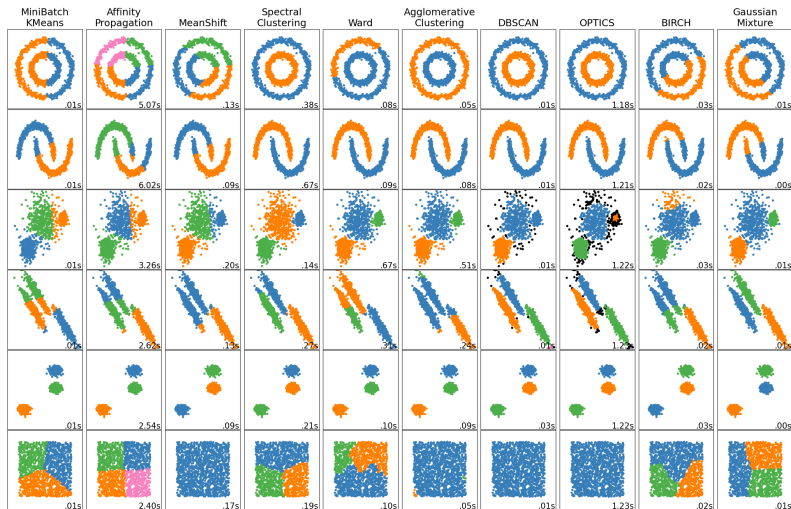 MiniBatch
KMeans
Affinity
Propagation
MeanShift
Spectral
Clustering
Ward
Agglomerative
Clustering
DBSCAN
OPTICS
BIRCH
Gaussian
Mixture
.01s
5.07s
.13s
.38s
.08s
.05s
.01s
1.18s
.03s
.01s
.01s
6.02s
.09s
.67s
.09s
.08s
.01s
1.21s
.02s
.00s
.01s
3.26s
.20s
.14s
.67s
.51s
.01s
1.22s
.03s
.00s
.01s
2.62s
.27s
.24s
.01s
.02s
.01s
.01s
2.54s
.09s
.21s
.10s
.09s
.03s
1.22s
.03s
.00s
.01s
2.40s
.17s
.19s
.10s
.05s
.01s
1.23s
.02s
.01s